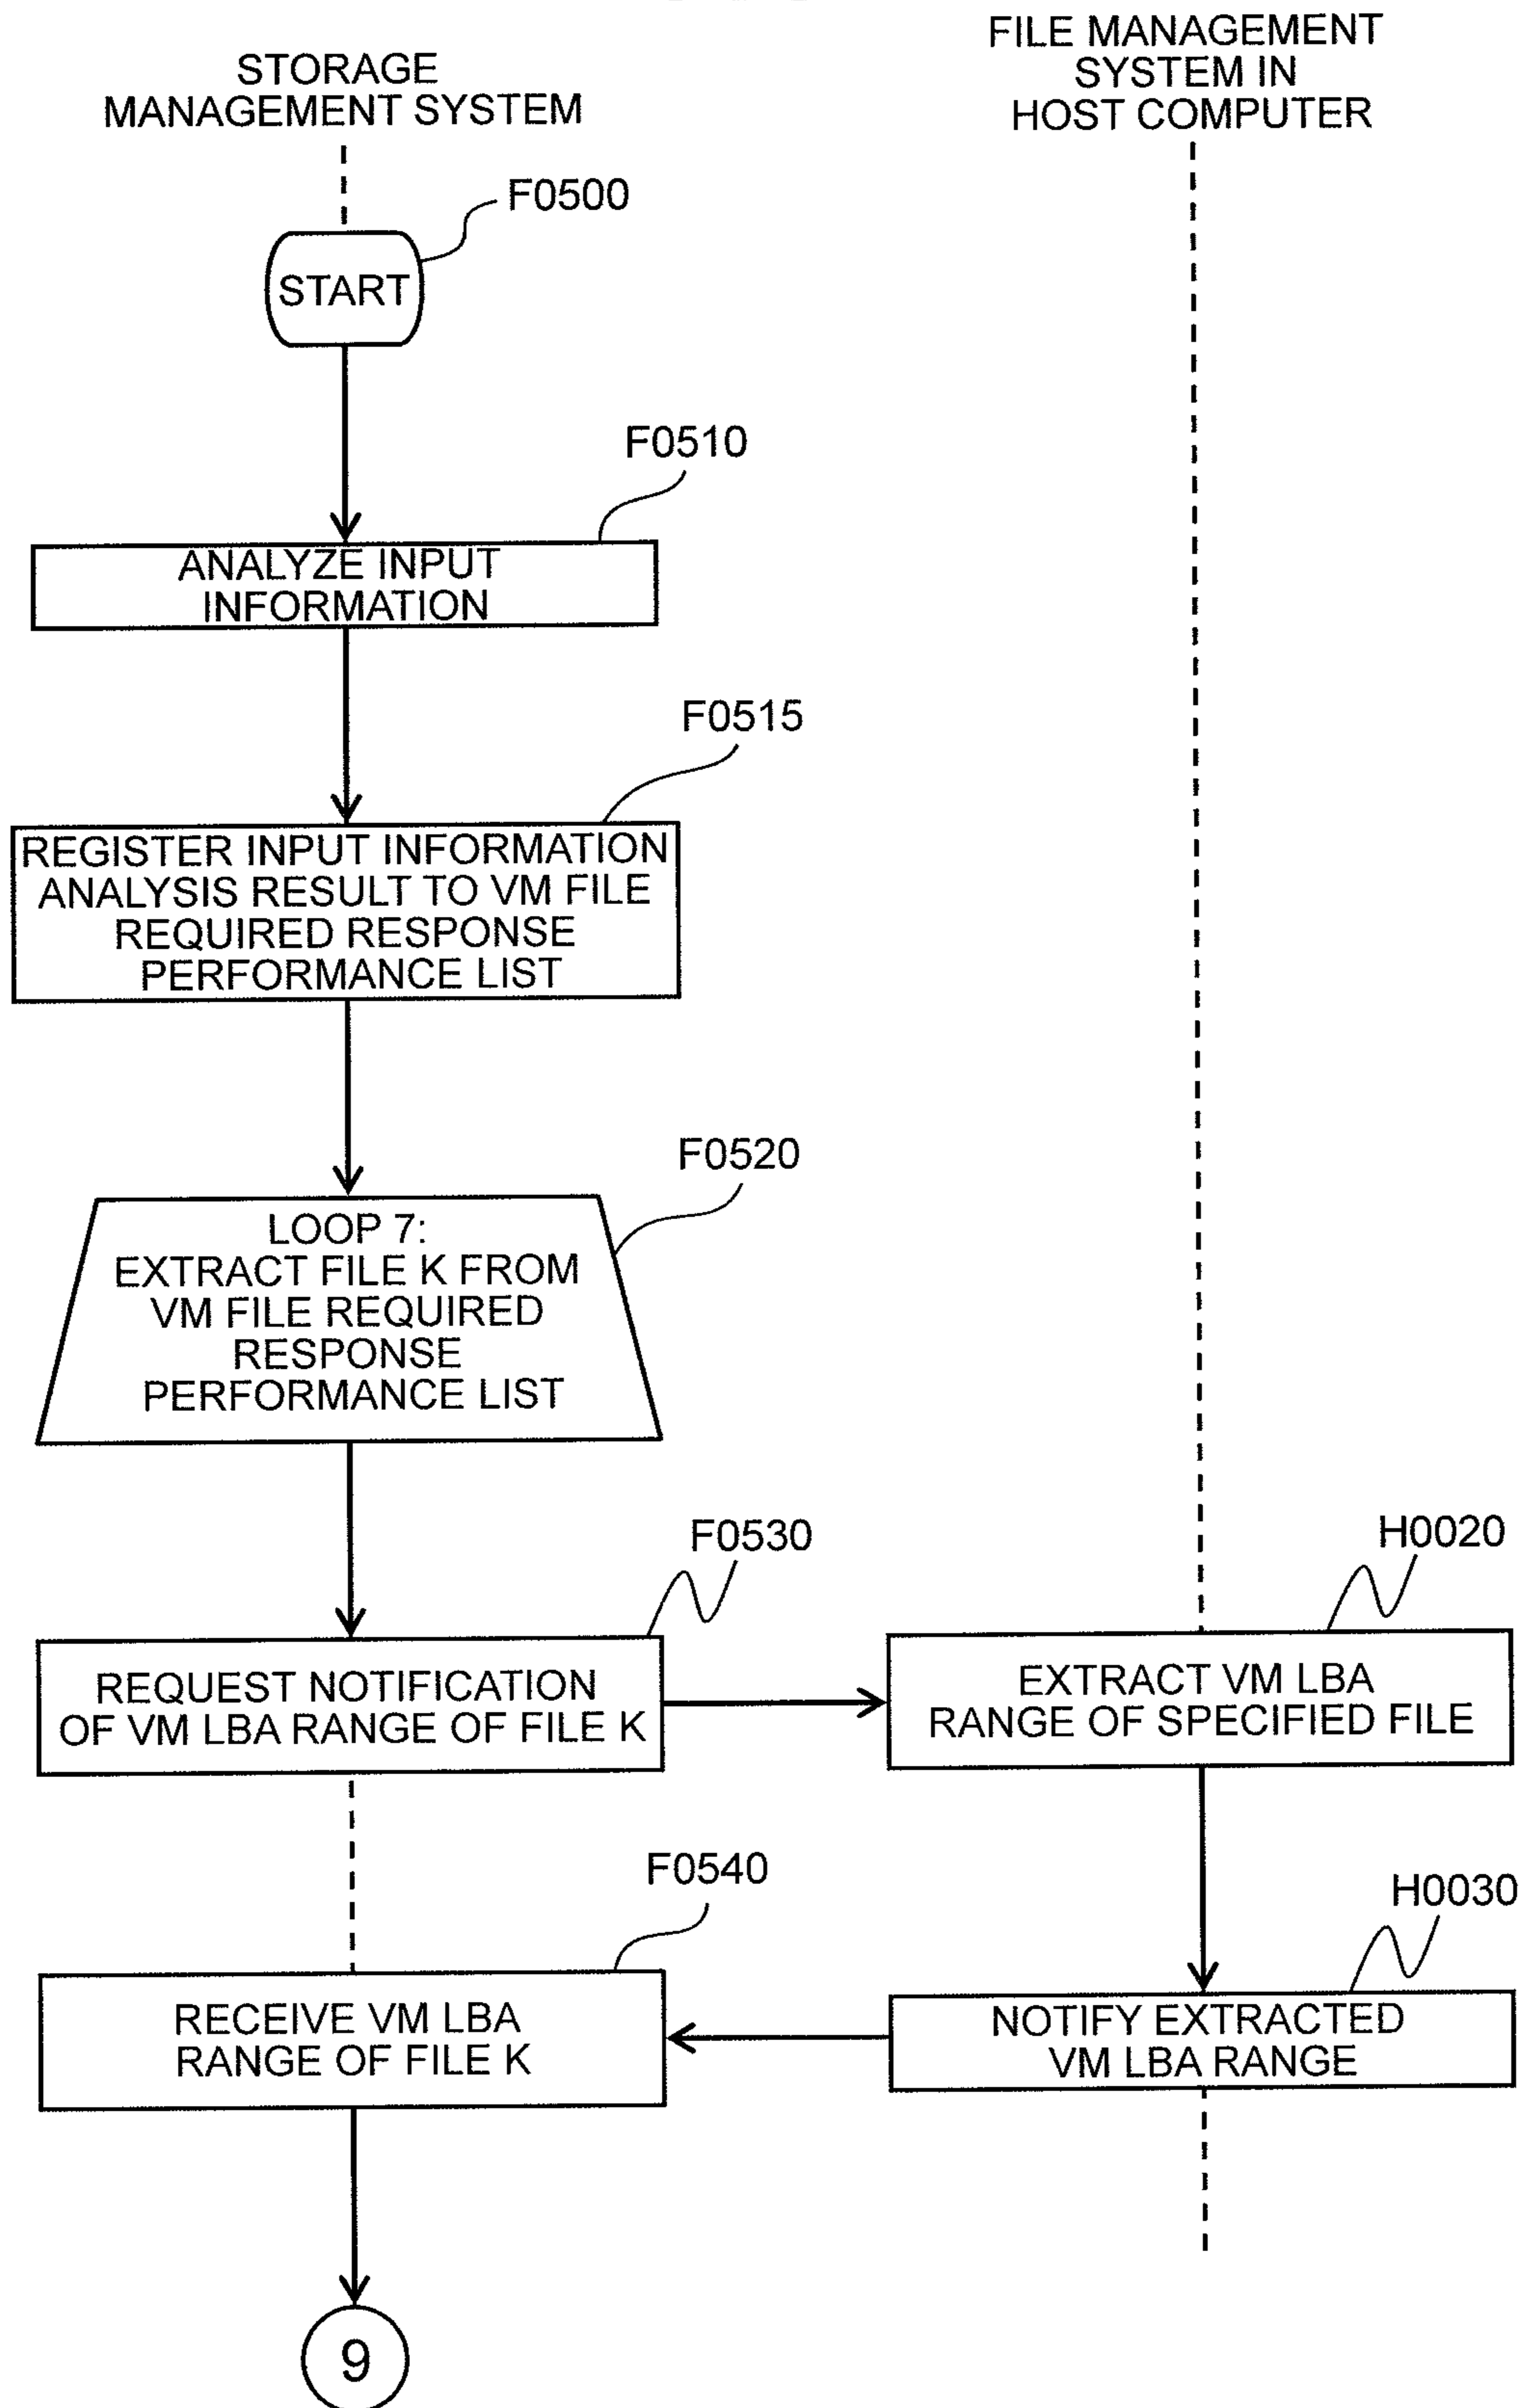 STORAGE
MANAGEMENT SYSTEM
FILE MANAGEMENT
SYSTEM IN
HOST COMPUTER
F0500
START
F0510
ANALYZE INPUT
INFORMATION
F0515
REGISTER INPUT INFORMATION
ANALYSIS RESULT TO VM FILE
REQUIRED RESPONSE
PERFORMANCE LIST
F0520
LOOP 7:
EXTRACT FILE K FROM
VM FILE REQUIRED
RESPONSE
PERFORMANCE LIST
F0530
REQUEST NOTIFICATION
OF VM LBA RANGE OF FILE K
H0020
EXTRACT VM LBA
RANGE OF SPECIFIED FILE
F0540
RECEIVE VM LBA
RANGE OF FILE K
H0030
NOTIFY EXTRACTED
VM LBA RANGE
9